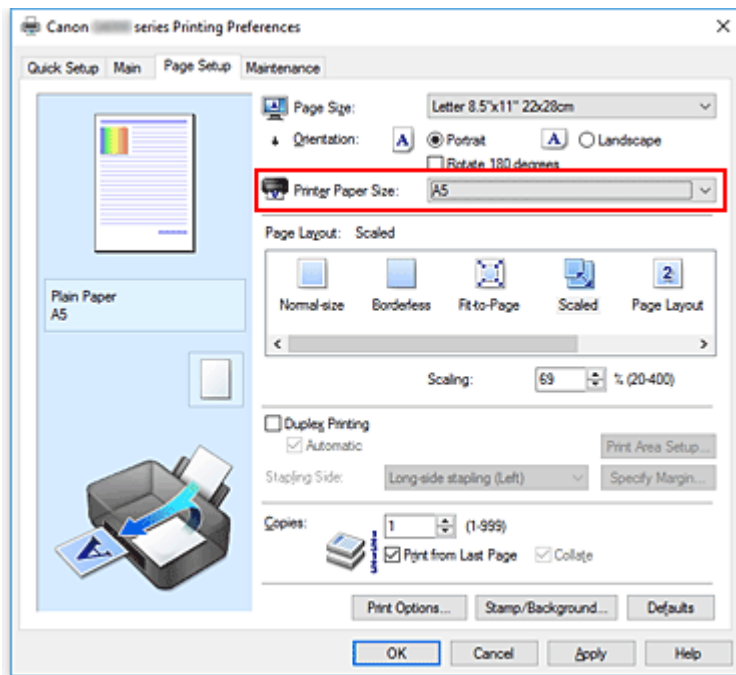 Canon series Printing Preferences
Quick Setup Main Page Setup Maintenance
Page Size: Letter 8.5"x11" 22x28cm
Orientation: A Portrait A Landscape
Rotate 180 degrees
Printer Paper Size: A5
Page Layout: Scaled
Normal-size Borderless Fit-to-Page Scaled Page Layout
Plain Paper
A5
Scaling: 69 % (20-400)
Duplex Printing
Automatic Print Area Setup...
Stapling Side: Long-side stapling (Left) Specify Margin...
Copies: 1 (1-999)
Print from Last Page Collate
Print Options... Stamp/Background... Defaults
OK Cancel Apply Help